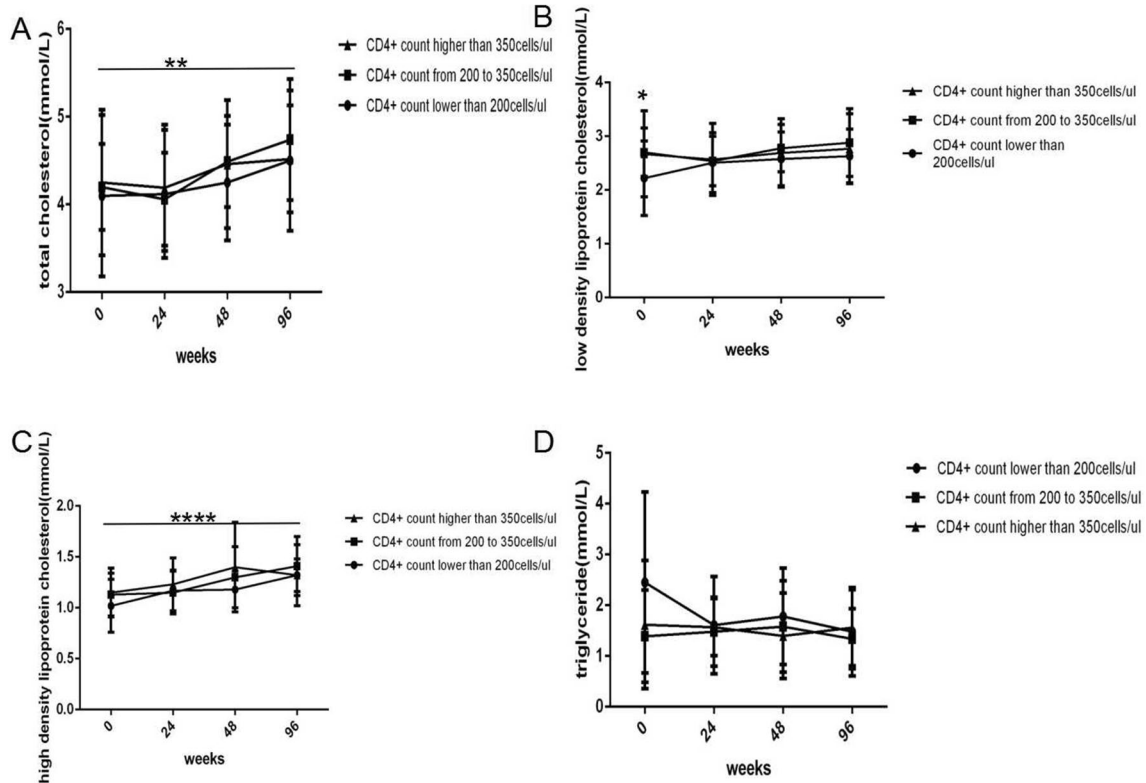 A
total cholesterol(mmol/L)
6
5
4
3
**
0
24
48
96
weeks
CD4+ count higher than 350cells/ul
CD4+ count from 200 to 350cells/ul
CD4+ count lower than 200cells/ul
B
low density lipoprotein cholesterol(mmol/L)
4
3
2
1
0
*
0
24
48
96
weeks
CD4+ count higher than 350cells/ul
CD4+ count from 200 to 350cells/ul
CD4+ count lower than
200cells/ul
C
high density lipoprotein cholesterol(mmol/L)
2.0
1.5
1.0
0.5
0.0
****
0
24
48
96
weeks
CD4+ count higher than 350cells/ul
CD4+ count from 200 to 350cells/ul
CD4+ count lower than 200cells/ul
D
triglyceride(mmol/L)
5
4
3
2
1
0
0
24
48
96
weeks
CD4+ count lower than 200cells/ul
CD4+ count from 200 to 350cells/ul
CD4+ count higher than 350cells/ul